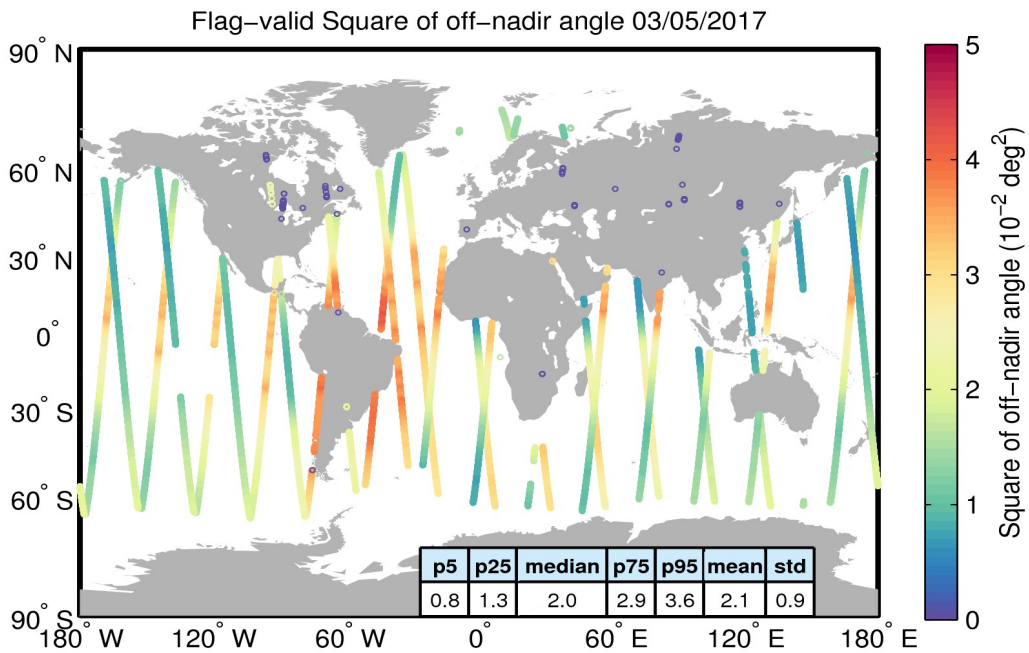 Flag-valid Square of off-nadir angle 03/05/2017
90° N
60° N
30° N
0°
30° S
60° S
90° S
180° W
120° W
60° W
0°
60° E
120° E
180° E
p5 p25 median p75 p95 mean std
0.8 1.3 2.0 2.9 3.6 2.1 0.9
5
4
3
2
1
0
Square of off-nadir angle (10⁻² deg²)